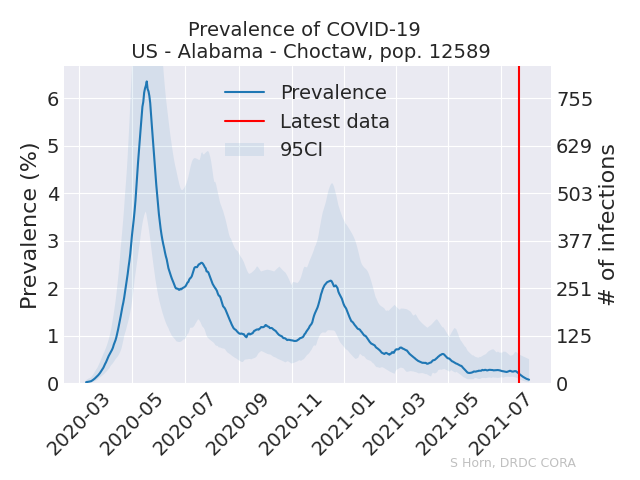 Prevalence of COVID-19
US - Alabama - Choctaw, pop. 12589
Prevalence
Latest data
95CI
Prevalence (%)
6
5
4
3
2
1
0
# of infections
755
629
503
377
251
125
0
2020-03
2020-05
2020-07
2020-09
2020-11
2021-01
2021-03
2021-05
2021-07
S Horn, DRDC CORA